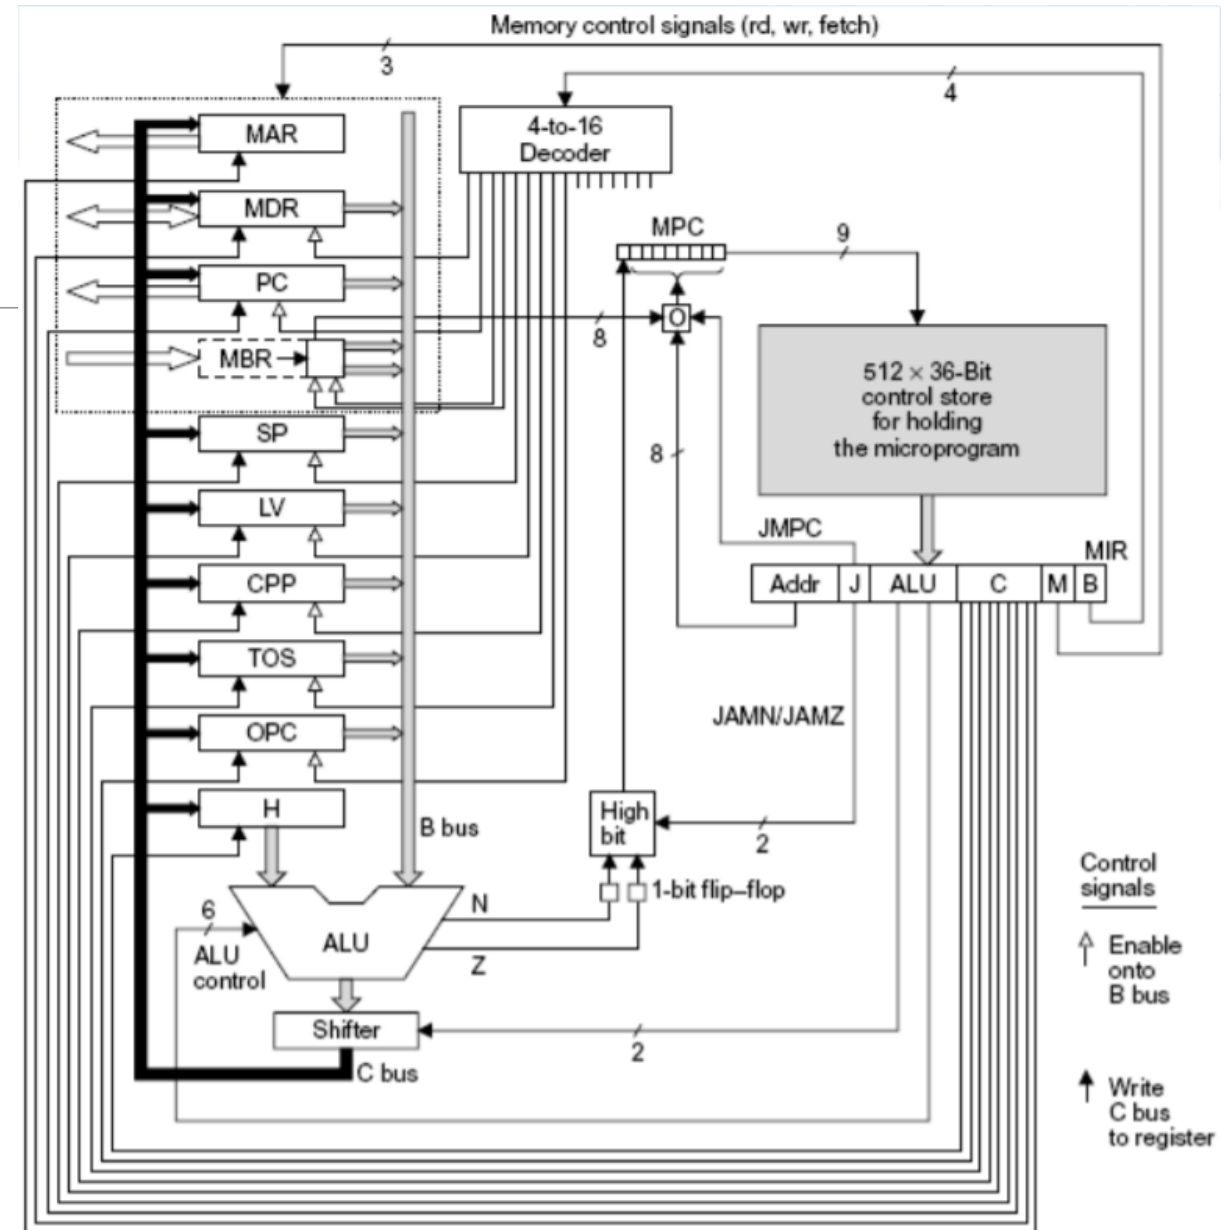 Memory control signals (rd, wr, fetch)
3
4
MAR
4-to-16
Decoder
MDR
MPC
9
PC
O
8
MBR
512 × 36-Bit
control store
for holding
the microprogram
SP
8
LV
JMPC
MIR
CPP
Addr
J
ALU
C
M
B
TOS
JAMN/JAMZ
OPC
H
High
bit
B bus
2
Control
signals
1-bit flip–flop
N
6
ALU
Z
ALU
control
Enable
onto
B bus
Shifter
2
C bus
Write
C bus
to register